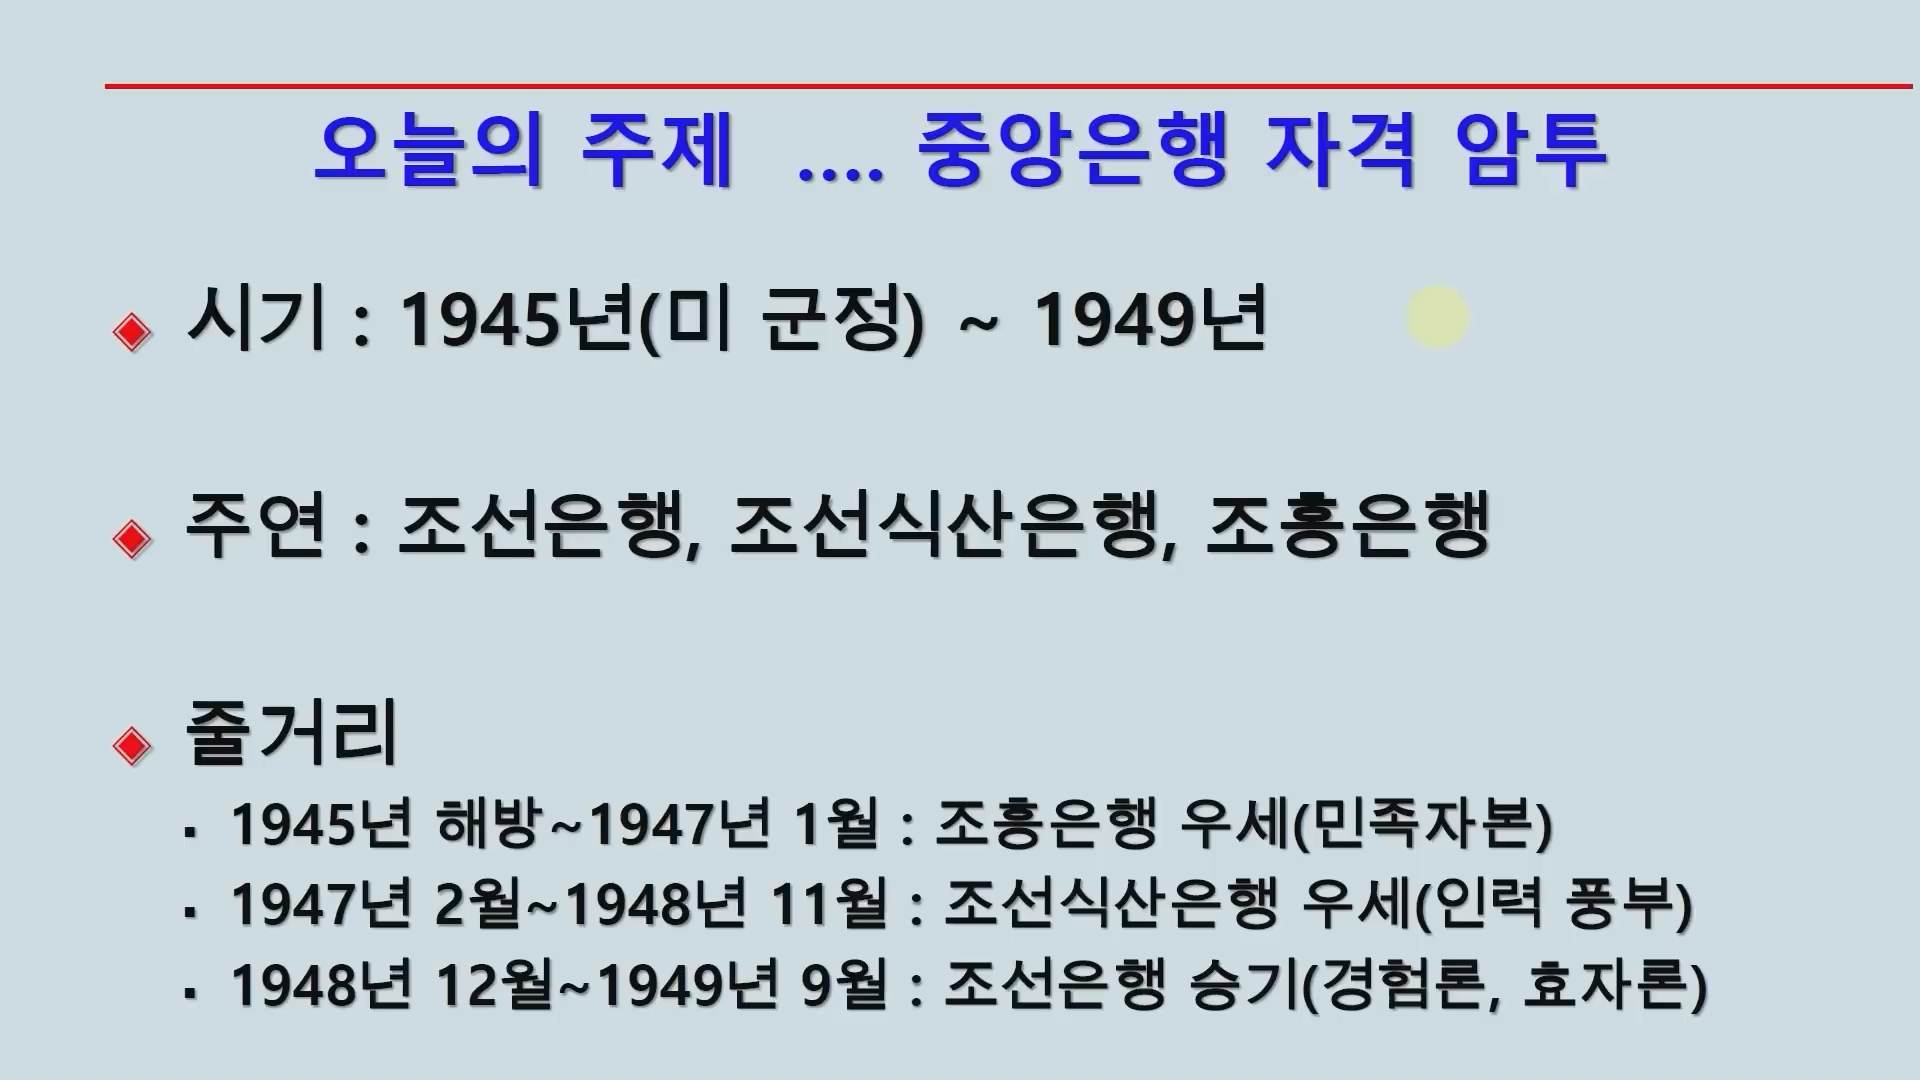 오늘의 주제 .... 중앙은행 자격 암투
시기 : 1945년(미 군정) ~ 1949년
주연 : 조선은행, 조선식산은행, 조흥은행
줄거리
1945년 해방~1947년 1월 : 조흥은행 우세(민족자본)
1947년 2월~1948년 11월 : 조선식산은행 우세(인력 풍부)
1948년 12월~1949년 9월 : 조선은행 승기(경험론, 효자론)